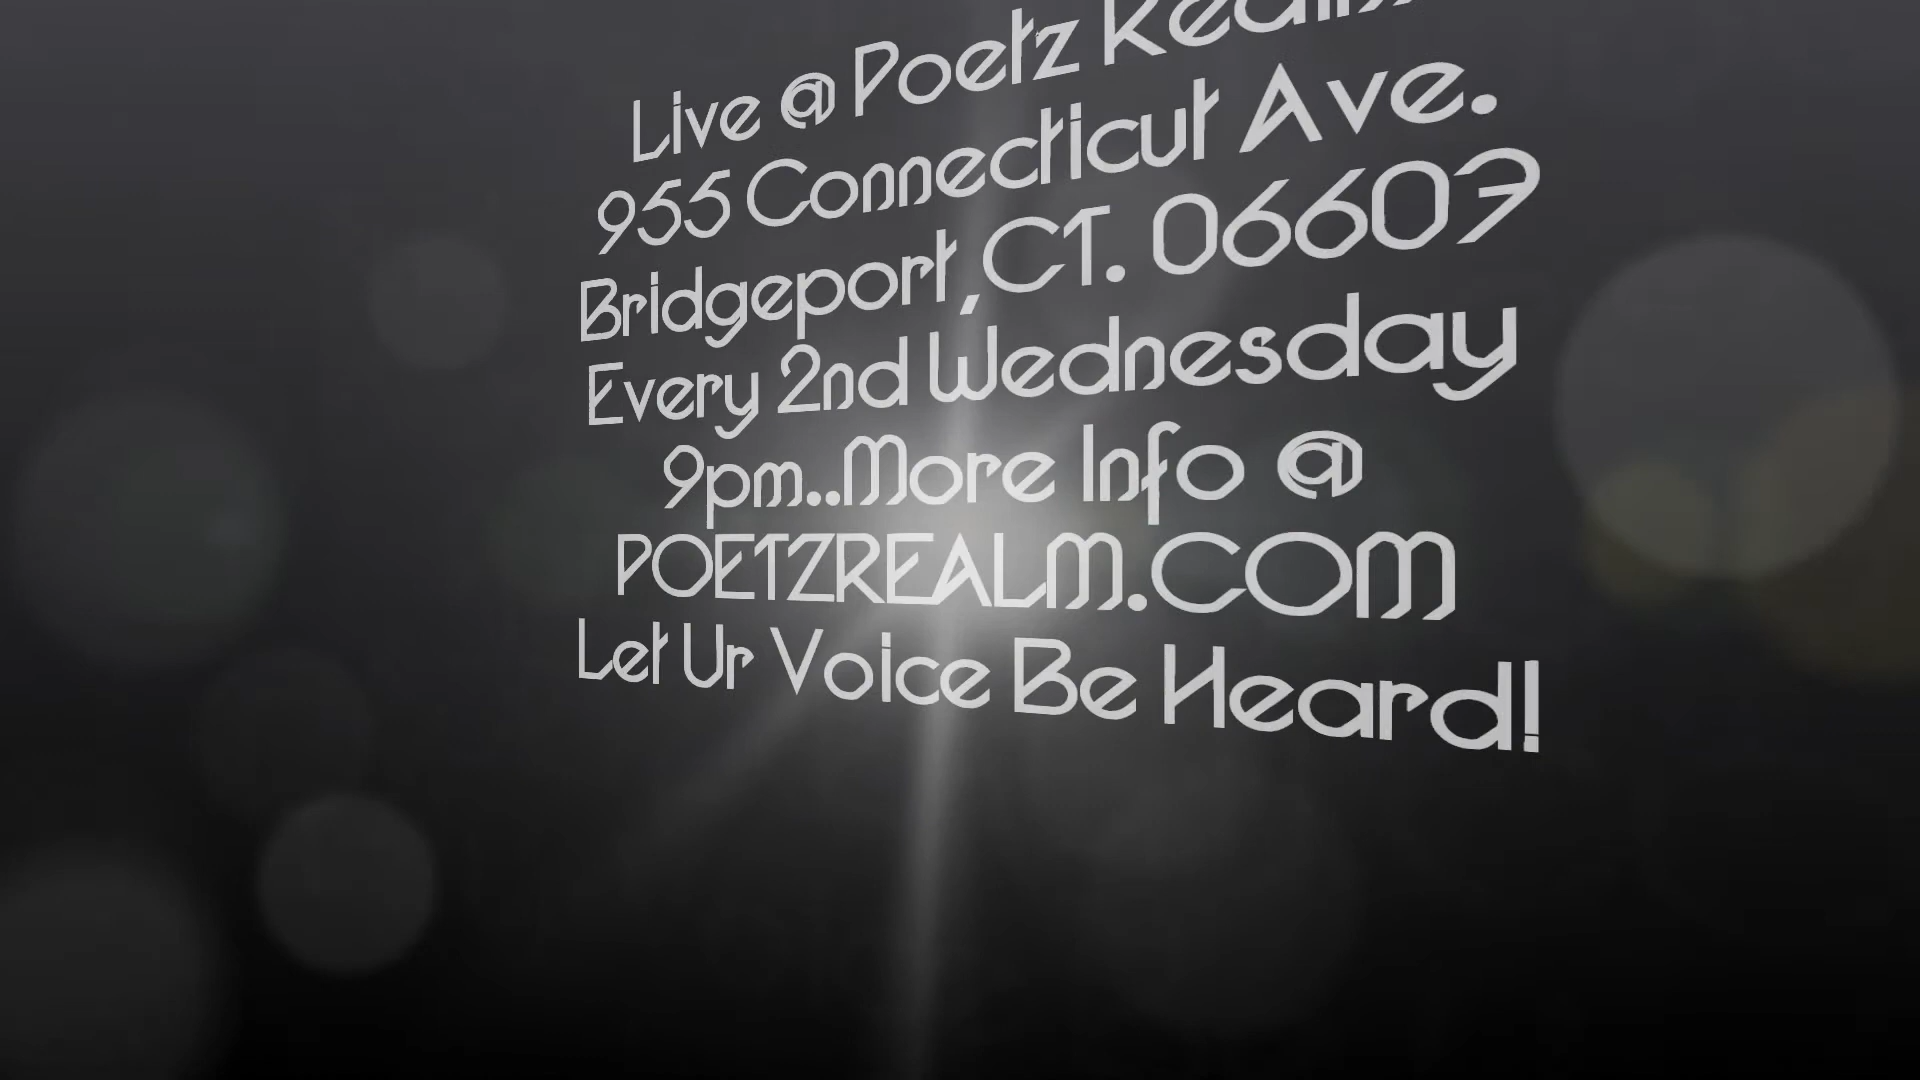 Live @ Poetz Realm
955 Connecticut Ave.
Bridgeport,CT. 06607
Every 2nd Wednesday
9pm..More Info @
POETZREALM.COM
Let Ur Voice Be Heard!